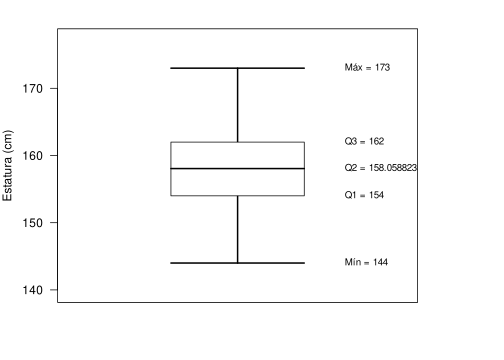 Estatura (cm)
170
160
150
140
Máx = 173
Q3 = 162
Q2 = 158.058823
Q1 = 154
Mín = 144